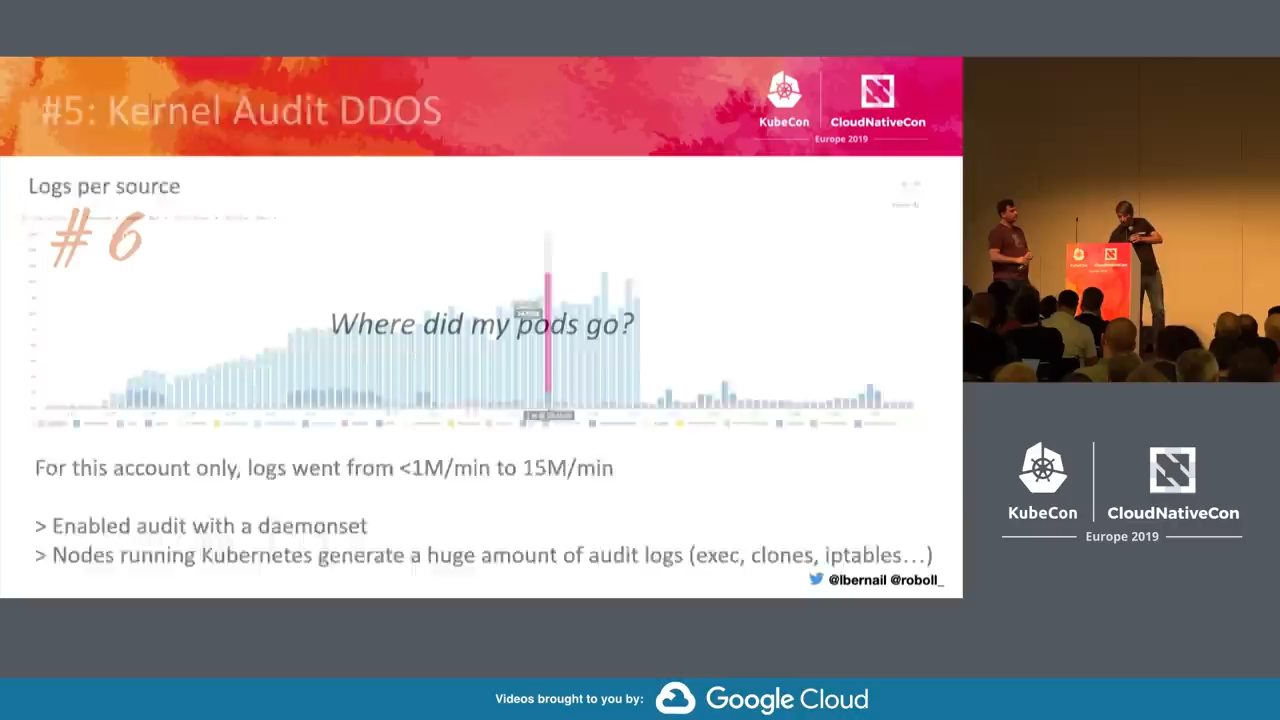 #5: Kernel Audit DDOS
KubeCon
CloudNativeCon
Europe 2019
Logs per source
#6
Where did my pods go?
For this account only, logs went from <1M/min to 15M/min
> Enabled audit with a daemonset
> Nodes running Kubernetes generate a huge amount of audit logs (exec, clones, iptables...)
@lbernail @roboll_
KubeCon
CloudNativeCon
Europe 2019
Videos brought to you by:
Google Cloud